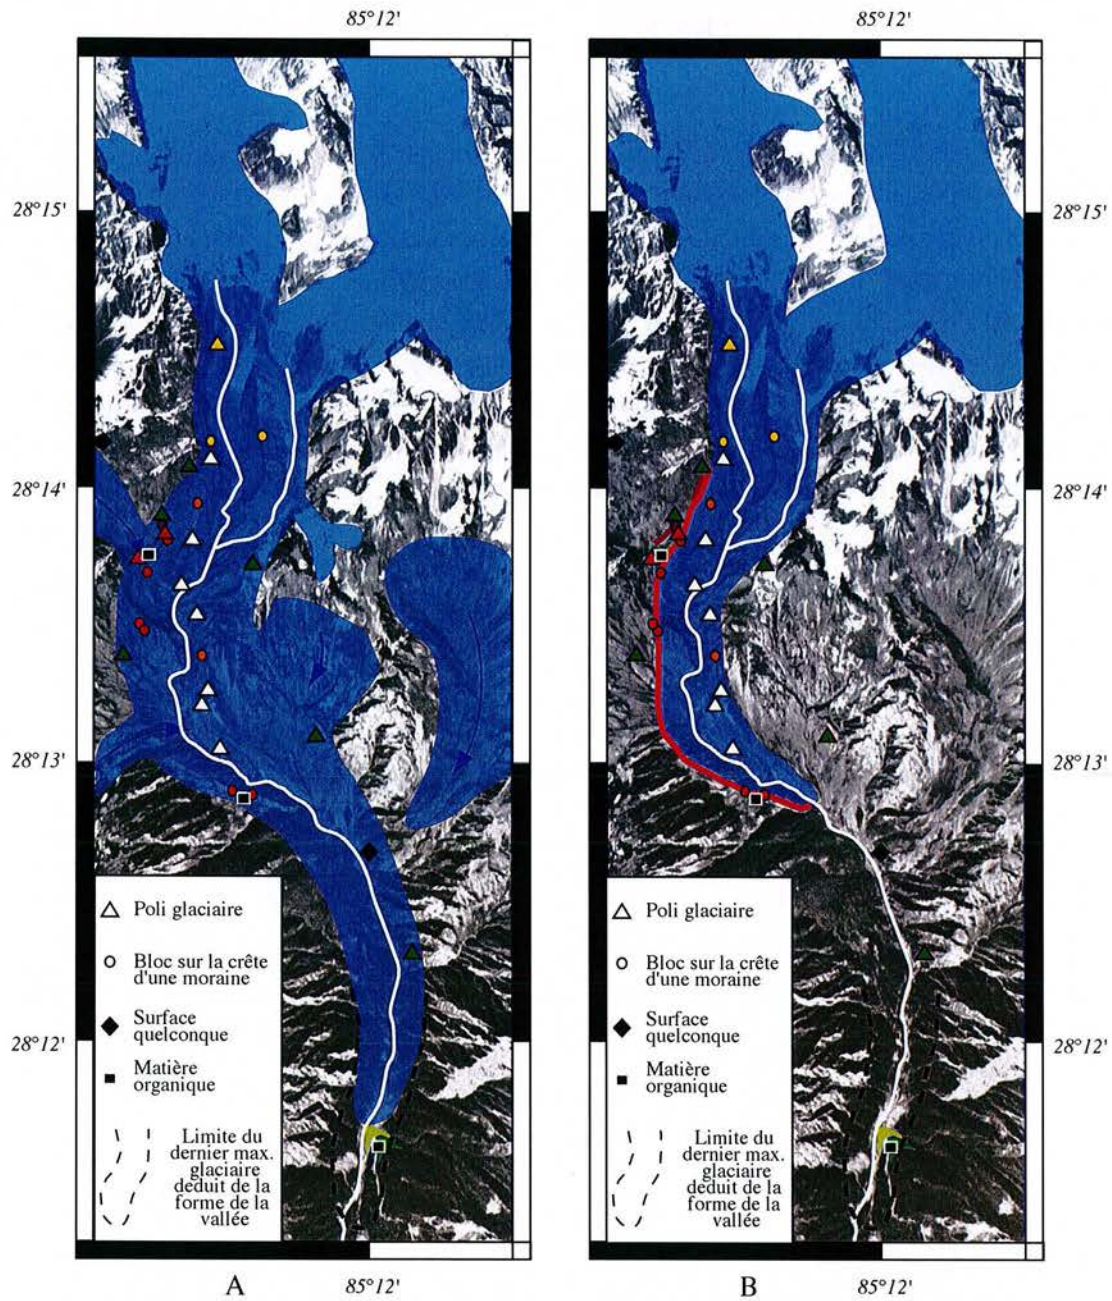 85°12'
85°12'
28°15'
28°15'
28°14'
28°14'
28°13'
28°13'
28°12'
28°12'
Poli glaciaire
Bloc sur la crête
d'une moraine
Surface
quelconque
Matière
organique
Limite du
dernier max.
glaciaire
deduit de la
forme de la
vallée
Poli glaciaire
Bloc sur la crête
d'une moraine
Surface
quelconque
Matière
organique
Limite du
dernier max.
glaciaire
deduit de la
forme de la
vallée
A
85°12'
B
85°12'